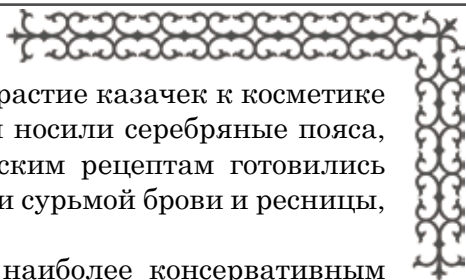 растие казачек к косметике
носили серебряные пояса,
ским рецептам готовились
и сурьмой брови и ресницы,
наиболее консервативным